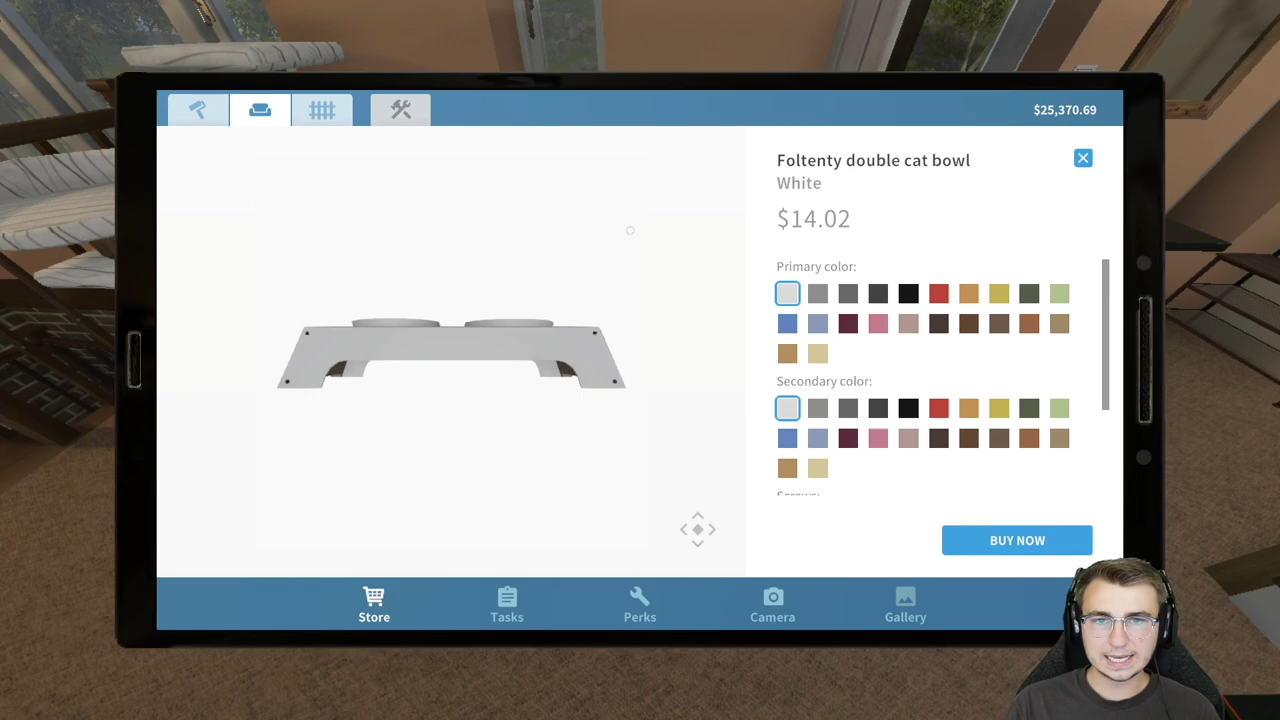 $25,370.69
Foltenty double cat bowl
White
$14.02
Primary color:
Secondary color:
Screws:
BUY NOW
Store
Tasks
Perks
Camera
Gallery